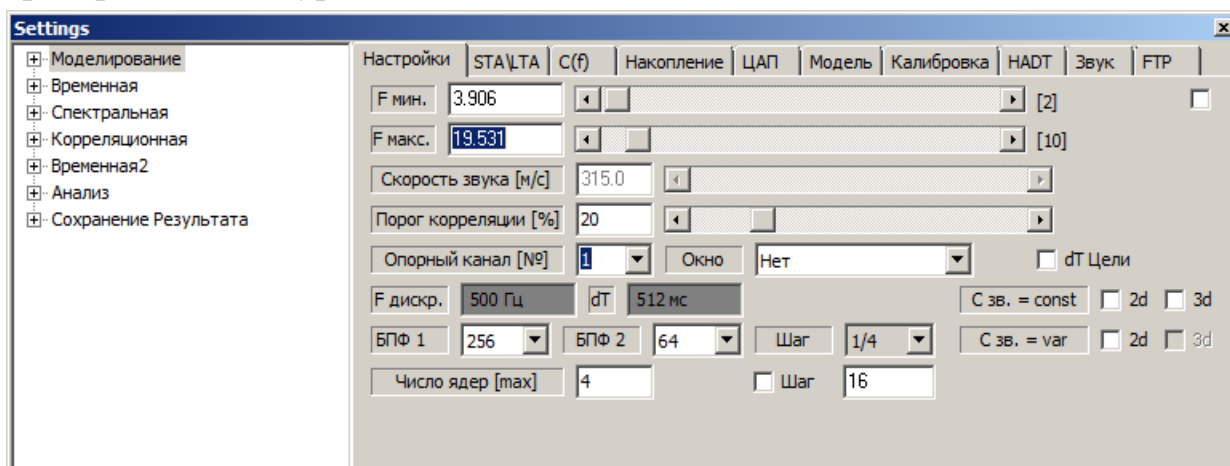 Settings
x
Моделирование
Временная
Спектральная
Корреляционная
Временная2
Анализ
Сохранение Результата
Настройки STA\LTA C(f) Накопление ЦАП Модель Калибровка HADT Звук FTP
F мин. 3.906 [2]
F макс. 19.531 [10]
Скорость звука [м/с] 315.0
Порог корреляции [%] 20
Опорный канал [№] 1 Окно Нет dT Цели
F дискр. 500 Гц dT 512 мс С зв. = const 2d 3d
БПФ 1 256 БПФ 2 64 Шаг 1/4 С зв. = var 2d 3d
Число ядер [max] 4 Шаг 16